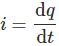 i = dq/dt